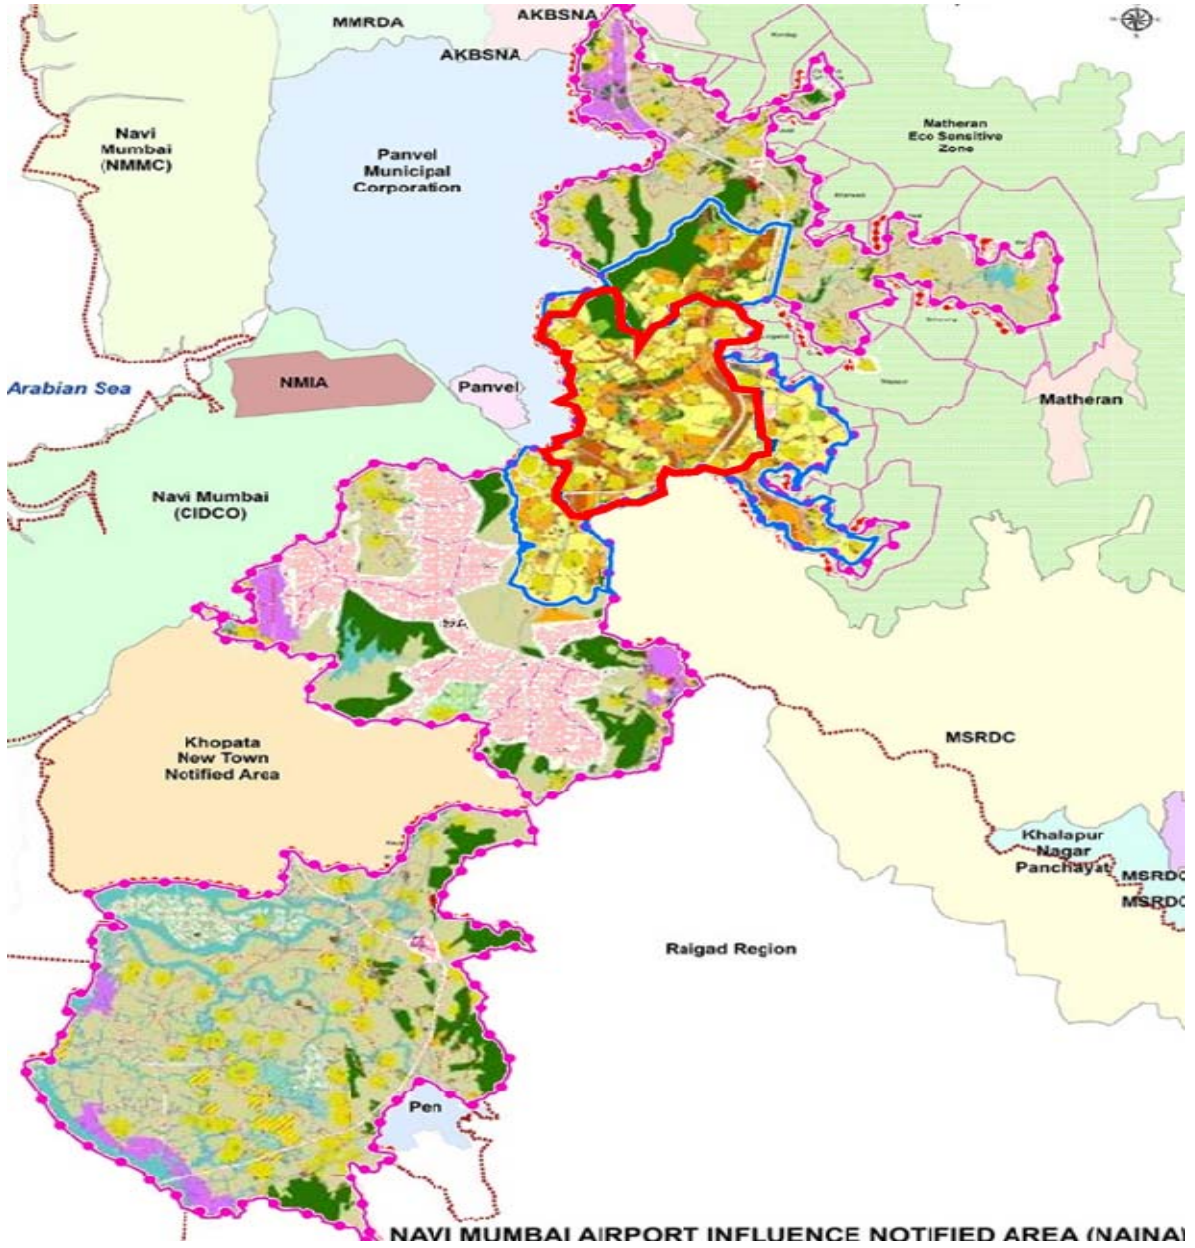 MMRDA
AKBSNA
AKBSNA
Navi
Mumbai
(NMMC)
Panvel
Municipal
Corporation
Matheran
Eco Sensitive
Zone
Arabian Sea
NMIA
Panvel
Matheran
Navi Mumbai
(CIDCO)
Khopata
New Town
Notified Area
MSRDC
Khalapur
Nagar
Panchayat
MSRDC
MSRDC
Raigad Region
Pen
NAVI MUMBAI AIRPORT INFLUENCE NOTIFIED AREA (NAINA)